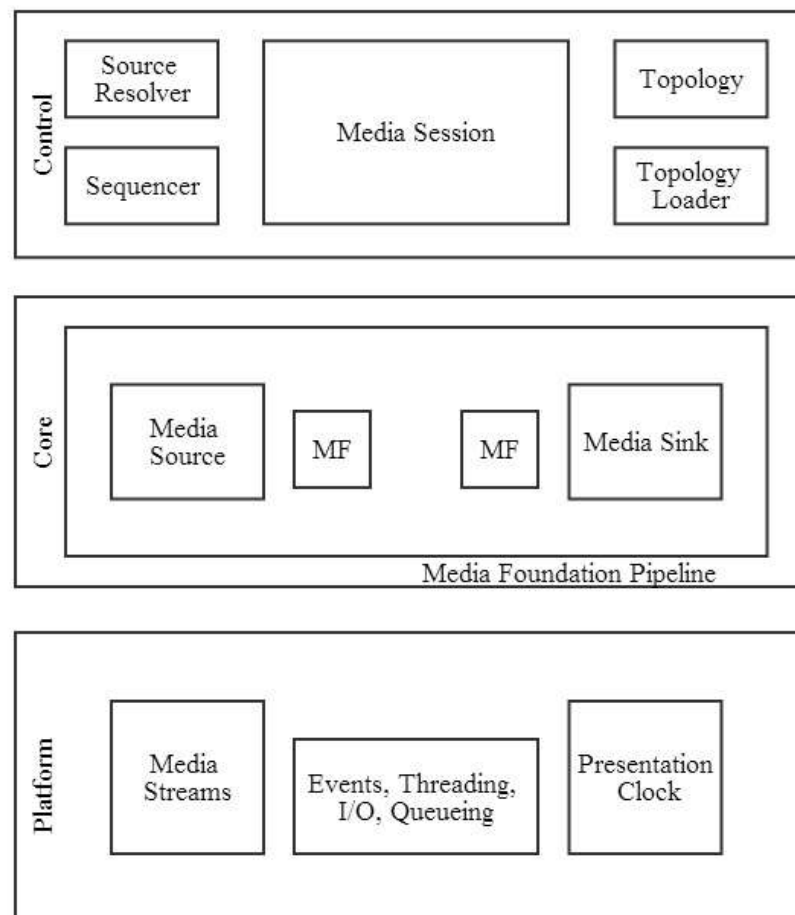 Control
Source
Resolver
Sequencer
Media Session
Topology
Topology
Loader
Core
Media
Source
MF
MF
Media Sink
Media Foundation Pipeline
Platform
Media
Streams
Events, Threading,
I/O, Queueing
Presentation
Clock